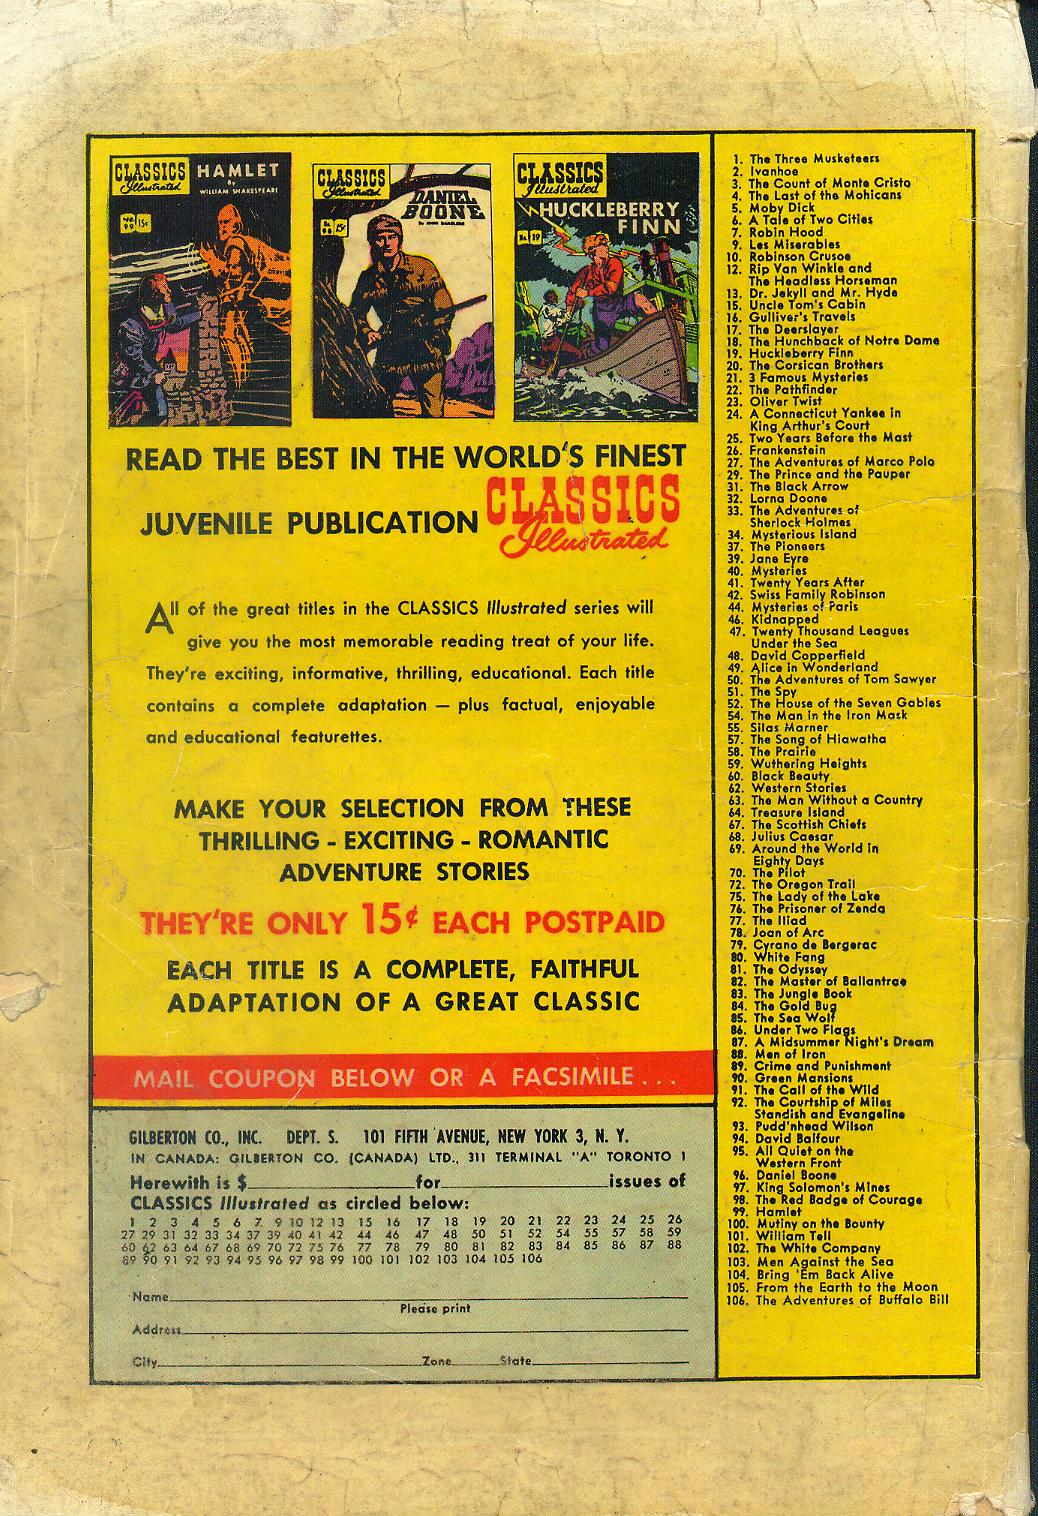 CLASSICS
Illustrated
HAMLET
By
WILLIAM SHAKESPEARE
No. 99
15¢
CLASSICS
Illustrated
DANIEL
BOONE
15¢
CLASSICS
Illustrated
HUCKLEBERRY
FINN
No. 19
READ THE BEST IN THE WORLD'S FINEST
JUVENILE PUBLICATION CLASSICS
Illustrated
All of the great titles in the CLASSICS Illustrated series will
give you the most memorable reading treat of your life.
They're exciting, informative, thrilling, educational. Each title
contains a complete adaptation — plus factual, enjoyable
and educational featurettes.
MAKE YOUR SELECTION FROM THESE
THRILLING - EXCITING - ROMANTIC
ADVENTURE STORIES
THEY'RE ONLY 15¢ EACH POSTPAID
EACH TITLE IS A COMPLETE, FAITHFUL
ADAPTATION OF A GREAT CLASSIC
MAIL COUPON BELOW OR A FACSIMILE . . .
GILBERTON CO., INC. DEPT. S. 101 FIFTH AVENUE, NEW YORK 3, N. Y.
IN CANADA: GILBERTON CO. (CANADA) LTD., 311 TERMINAL "A" TORONTO 1
Herewith is $ for issues of
CLASSICS Illustrated as circled below:
1 2 3 4 5 6 7 9 10 12 13 15 16 17 18 19 20 21 22 23 24 25 26
27 29 31 32 33 34 37 39 40 41 42 44 46 47 48 50 51 52 54 55 57 58 59
60 62 63 64 67 68 69 70 72 75 76 77 78 79 80 81 82 83 84 85 86 87 88
89 90 91 92 93 94 95 96 97 98 99 100 101 102 103 104 105 106
Name
Please print
Address
City Zone State
1. The Three Musketeers
2. Ivanhoe
3. The Count of Monte Cristo
4. The Last of the Mohicans
5. Moby Dick
6. A Tale of Two Cities
7. Robin Hood
9. Les Miserables
10. Robinson Crusoe
12. Rip Van Winkle and
The Headless Horseman
13. Dr. Jekyll and Mr. Hyde
15. Uncle Tom's Cabin
16. Gulliver's Travels
17. The Deerslayer
18. The Hunchback of Notre Dame
19. Huckleberry Finn
20. The Corsican Brothers
21. 3 Famous Mysteries
22. The Pathfinder
23. Oliver Twist
24. A Connecticut Yankee in
King Arthur's Court
25. Two Years Before the Mast
26. Frankenstein
27. The Adventures of Marco Polo
29. The Prince and the Pauper
31. The Black Arrow
32. Lorna Doone
33. The Adventures of
Sherlock Holmes
34. Mysterious Island
37. The Pioneers
39. Jane Eyre
40. Mysteries
41. Twenty Years After
42. Swiss Family Robinson
44. Mysteries of Paris
46. Kidnapped
47. Twenty Thousand Leagues
Under the Sea
48. David Copperfield
49. Alice in Wonderland
50. The Adventures of Tom Sawyer
51. The Spy
52. The House of the Seven Gables
54. The Man in the Iron Mask
55. Silas Marner
57. The Song of Hiawatha
58. The Prairie
59. Wuthering Heights
60. Black Beauty
62. Western Stories
63. The Man Without a Country
64. Treasure Island
67. The Scottish Chiefs
68. Julius Caesar
69. Around the World in
Eighty Days
70. The Pilot
72. The Oregon Trail
75. The Lady of the Lake
76. The Prisoner of Zenda
77. The Iliad
78. Joan of Arc
79. Cyrano de Bergerac
80. White Fang
81. The Odyssey
82. The Master of Ballantrae
83. The Jungle Book
84. The Gold Bug
85. The Sea Wolf
86. Under Two Flags
87. A Midsummer Night's Dream
88. Men of Iron
89. Crime and Punishment
90. Green Mansions
91. The Call of the Wild
92. The Courtship of Miles
Standish and Evangeline
93. Pudd'nhead Wilson
94. David Balfour
95. All Quiet on the
Western Front
96. Daniel Boone
97. King Solomon's Mines
98. The Red Badge of Courage
99. Hamlet
100. Mutiny on the Bounty
101. William Tell
102. The White Company
103. Men Against the Sea
104. Bring 'Em Back Alive
105. From the Earth to the Moon
106. The Adventures of Buffalo Bill